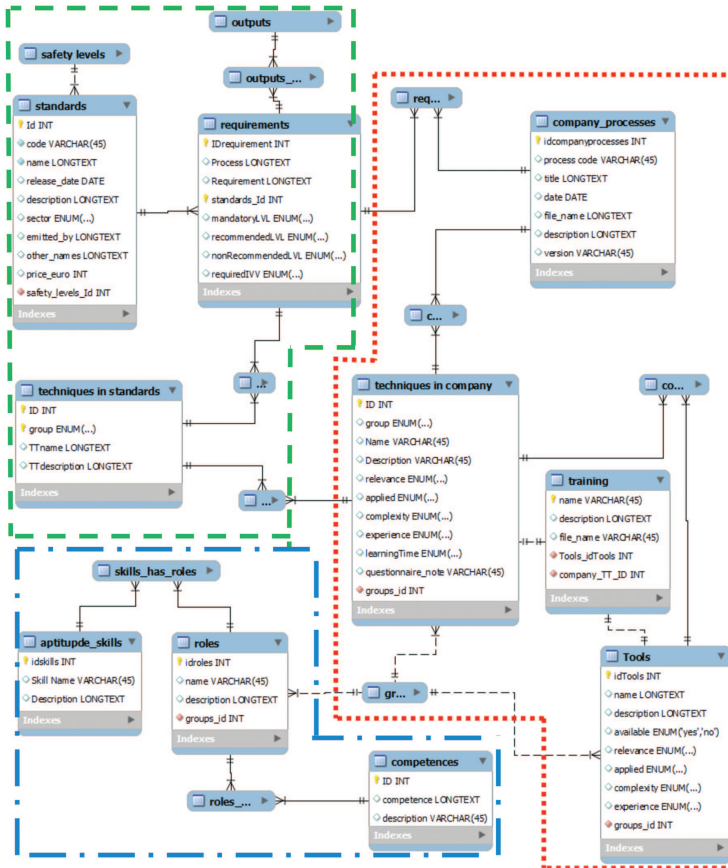 outputs
safety levels
outputs_...
standards
Id INT
code VARCHAR(45)
name LONGTEXT
release_date DATE
description LONGTEXT
sector ENUM(...)
emitted_by LONGTEXT
other_names LONGTEXT
price_euro INT
safety_levels_Id INT
Indexes
requirements
IDrequirement INT
Process LONGTEXT
Requirement LONGTEXT
standards_Id INT
mandatoryLVL ENUM(...)
recommendedLVL ENUM(...)
nonRecommendedLVL ENUM(...)
requiredIVV ENUM(...)
Indexes
req...
company_processes
idcompanyprocesses INT
process code VARCHAR(45)
title LONGTEXT
date DATE
file_name LONGTEXT
description LONGTEXT
version VARCHAR(45)
Indexes
c...
...
techniques in standards
ID INT
group ENUM(...)
TTname LONGTEXT
TTdescription LONGTEXT
Indexes
...
techniques in company
ID INT
group ENUM(...)
Name VARCHAR(45)
Description VARCHAR(45)
relevance ENUM(...)
applied ENUM(...)
complexity ENUM(...)
experience ENUM(...)
learningTime ENUM(...)
questionnaire_note VARCHAR(45)
groups_id INT
Indexes
co...
training
name VARCHAR(45)
description LONGTEXT
file_name VARCHAR(45)
Tools_idTools INT
company_TT_ID INT
Indexes
skills_has_roles
aptitupde_skills
idskills INT
Skill Name VARCHAR(45)
Description LONGTEXT
Indexes
roles
idroles INT
name VARCHAR(45)
description LONGTEXT
groups_id INT
Indexes
gr...
Tools
idTools INT
name LONGTEXT
description LONGTEXT
available ENUM('yes','no')
relevance ENUM(...)
applied ENUM(...)
complexity ENUM(...)
experience ENUM(...)
groups_id INT
Indexes
roles_...
competences
ID INT
competence LONGTEXT
description VARCHAR(45)
Indexes